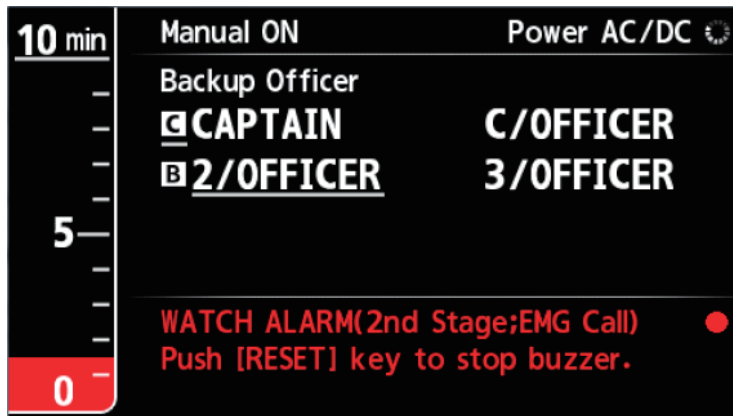 10 min
Manual ON Power AC/DC
Backup Officer
C CAPTAIN C/OFFICER
B 2/OFFICER 3/OFFICER
5
WATCH ALARM(2nd Stage;EMG Call)
Push [RESET] key to stop buzzer.
0